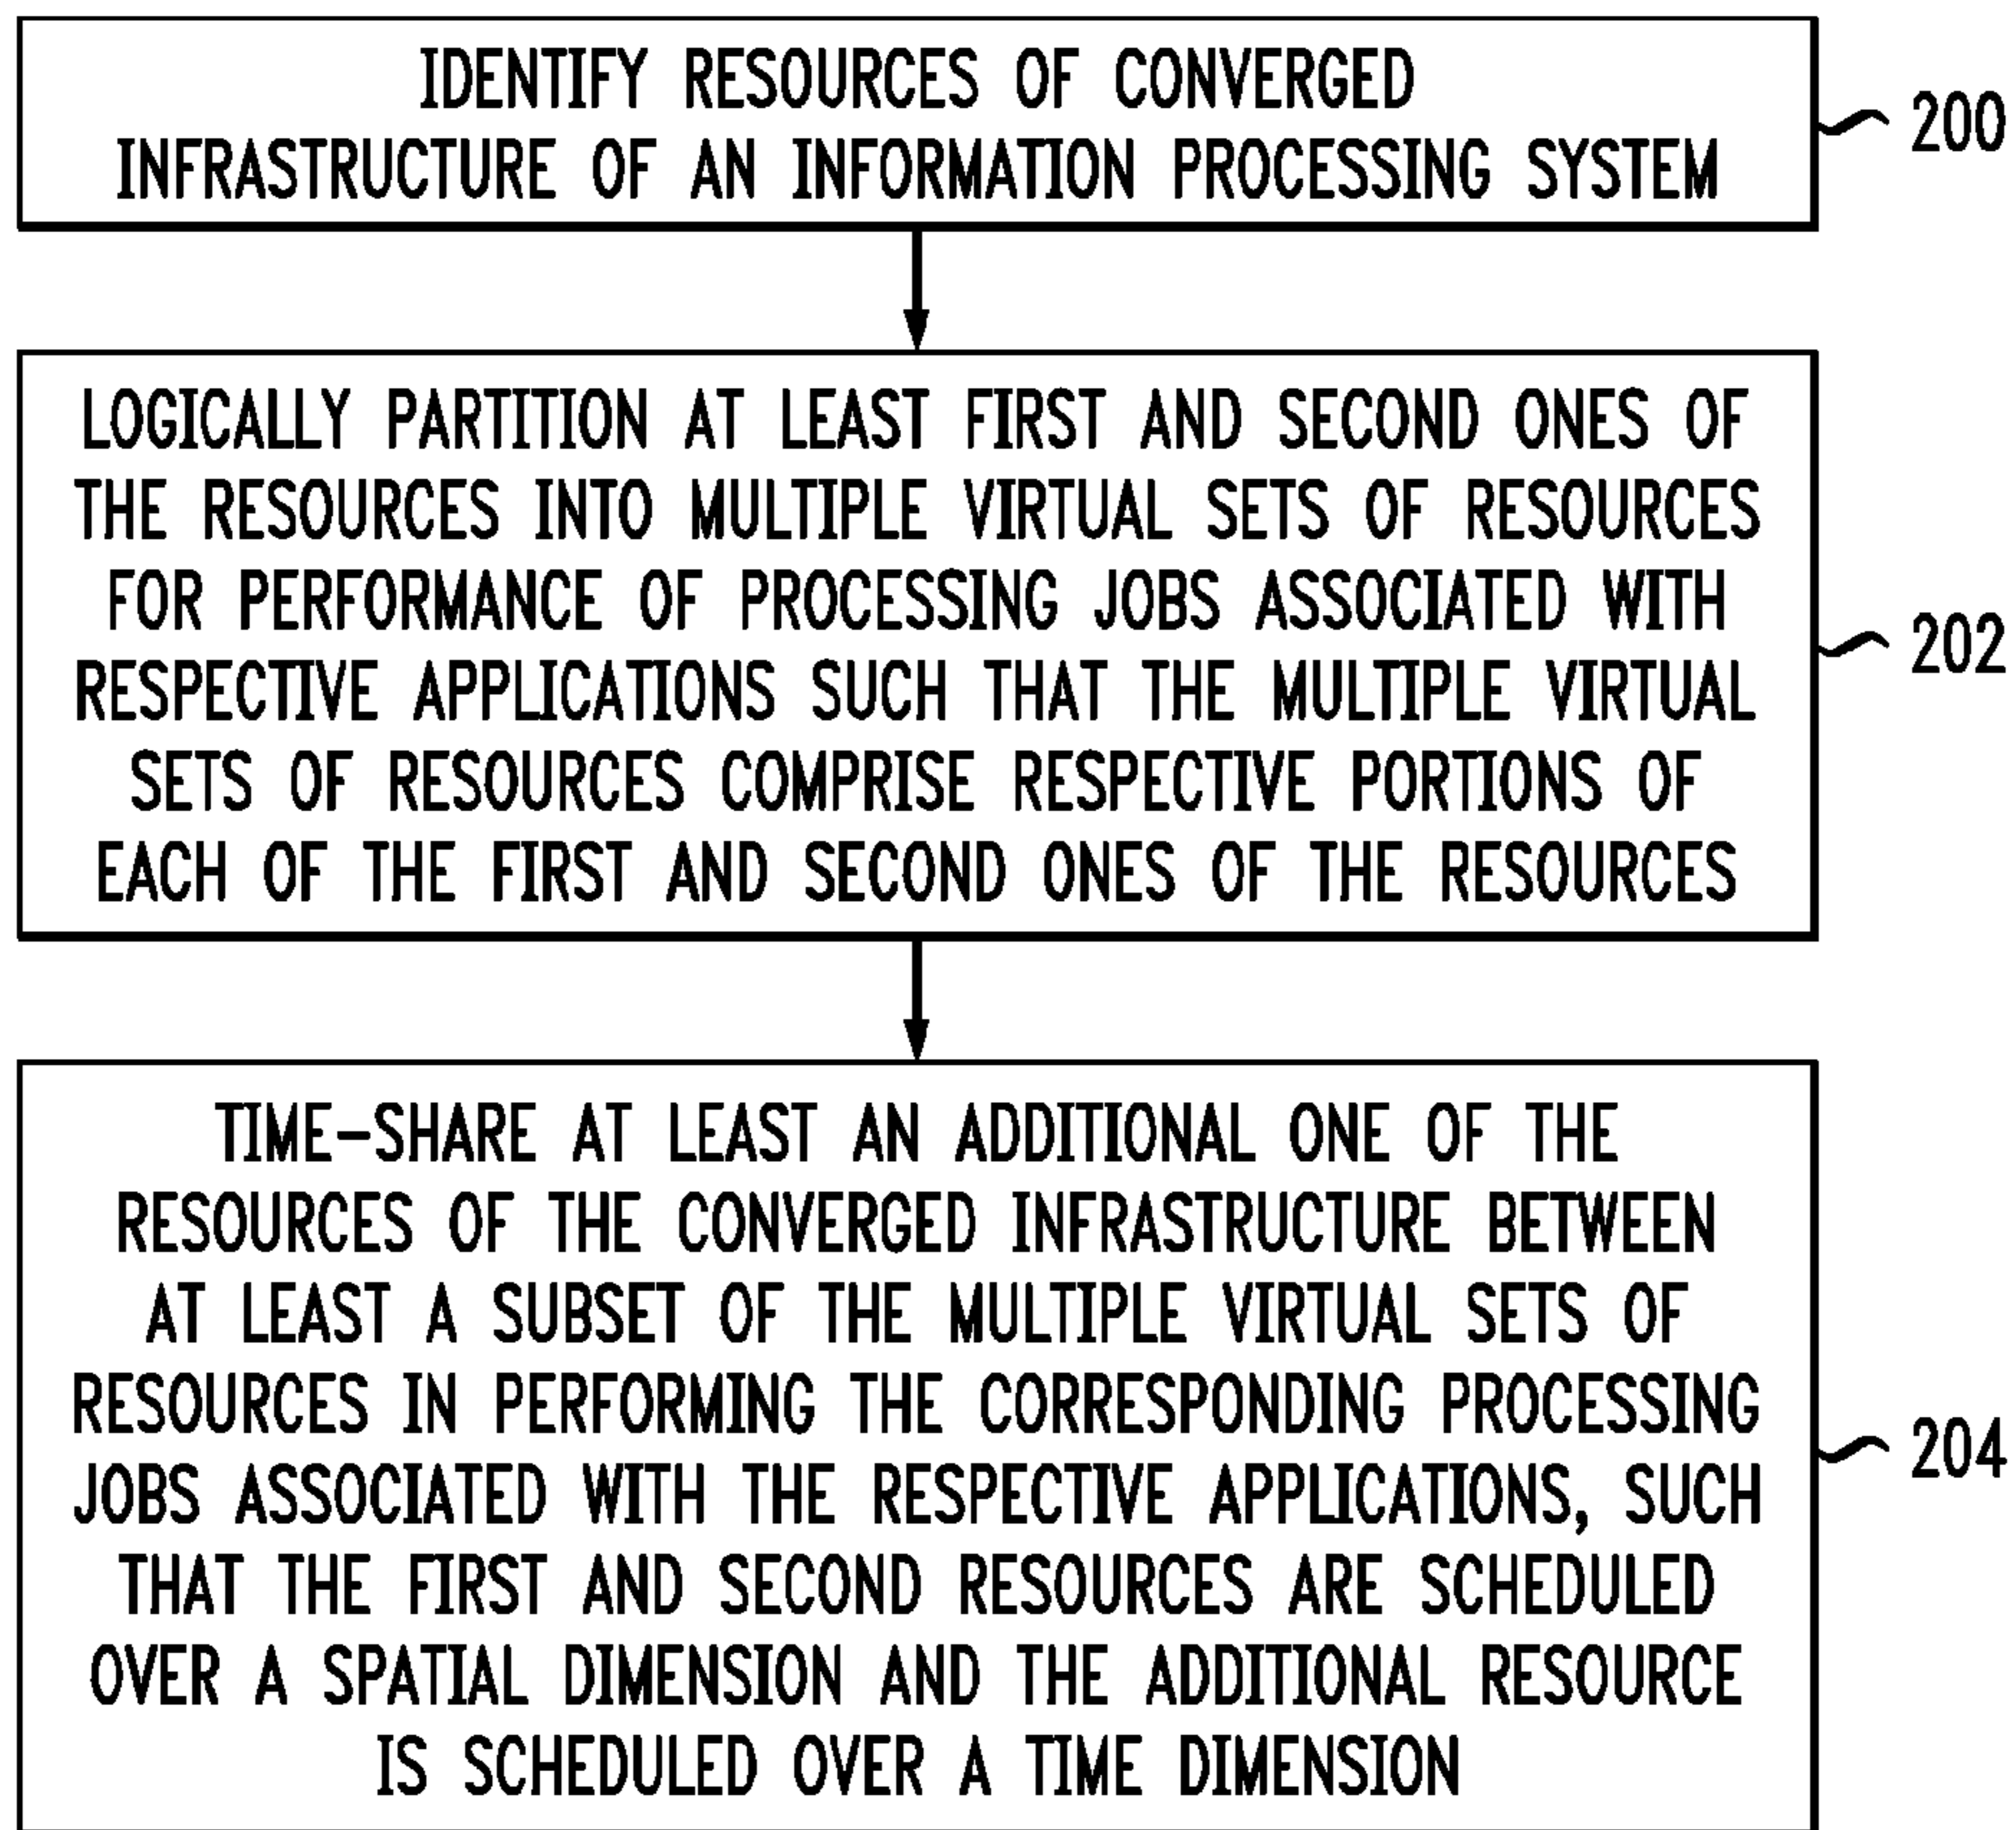 IDENTIFY RESOURCES OF CONVERGED
INFRASTRUCTURE OF AN INFORMATION PROCESSING SYSTEM
200
LOGICALLY PARTITION AT LEAST FIRST AND SECOND ONES OF
THE RESOURCES INTO MULTIPLE VIRTUAL SETS OF RESOURCES
FOR PERFORMANCE OF PROCESSING JOBS ASSOCIATED WITH
RESPECTIVE APPLICATIONS SUCH THAT THE MULTIPLE VIRTUAL
SETS OF RESOURCES COMPRISE RESPECTIVE PORTIONS OF
EACH OF THE FIRST AND SECOND ONES OF THE RESOURCES
202
TIME-SHARE AT LEAST AN ADDITIONAL ONE OF THE
RESOURCES OF THE CONVERGED INFRASTRUCTURE BETWEEN
AT LEAST A SUBSET OF THE MULTIPLE VIRTUAL SETS OF
RESOURCES IN PERFORMING THE CORRESPONDING PROCESSING
JOBS ASSOCIATED WITH THE RESPECTIVE APPLICATIONS, SUCH
THAT THE FIRST AND SECOND RESOURCES ARE SCHEDULED
OVER A SPATIAL DIMENSION AND THE ADDITIONAL RESOURCE
IS SCHEDULED OVER A TIME DIMENSION
204